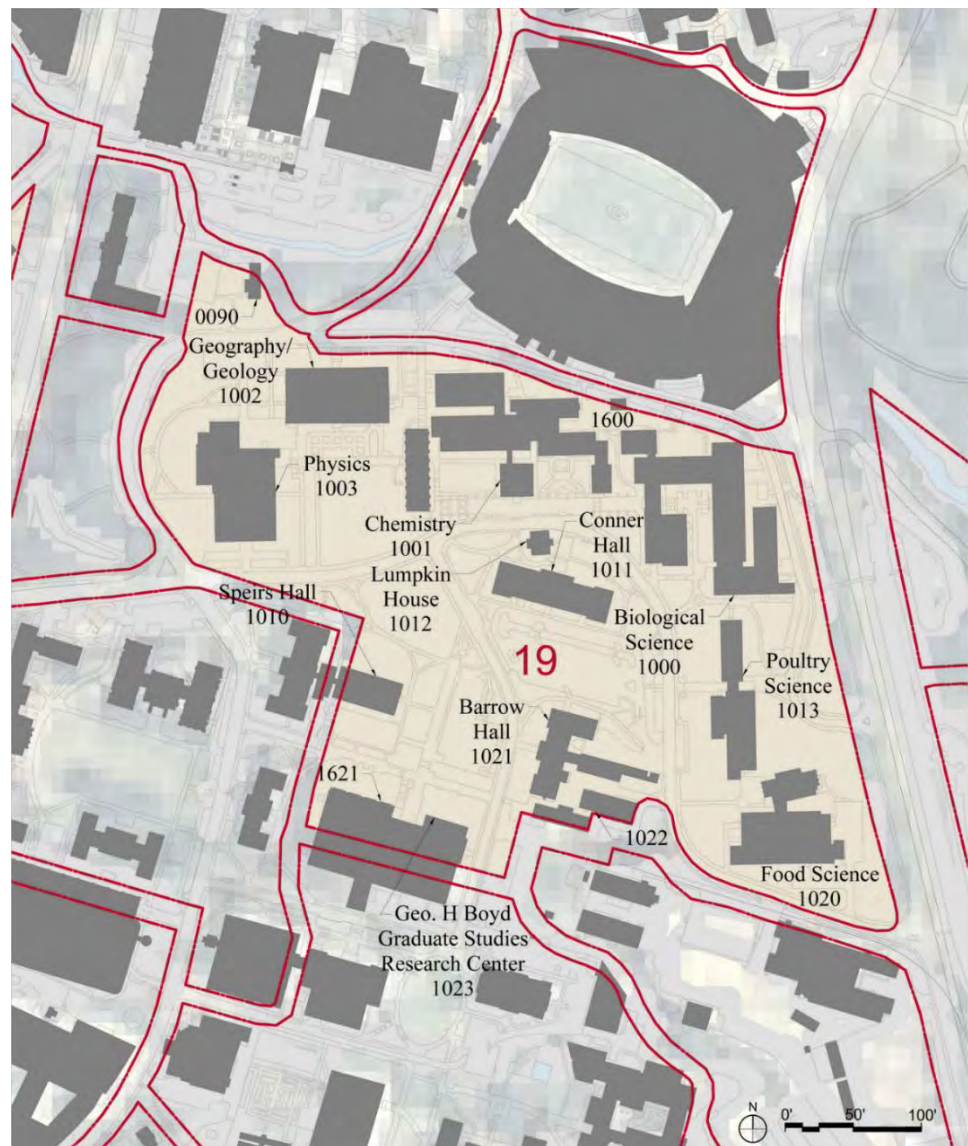 0090
Geography/
Geology
1002
1600
Physics
1003
Chemistry
1001
Conner
Hall
1011
Lumpkin
House
1012
Speirs Hall
1010
Biological
Science
1000
19
Poultry
Science
1013
Barrow
Hall
1021
1621
1022
Food Science
1020
Geo. H Boyd
Graduate Studies
Research Center
1023
N
0' 50' 100'